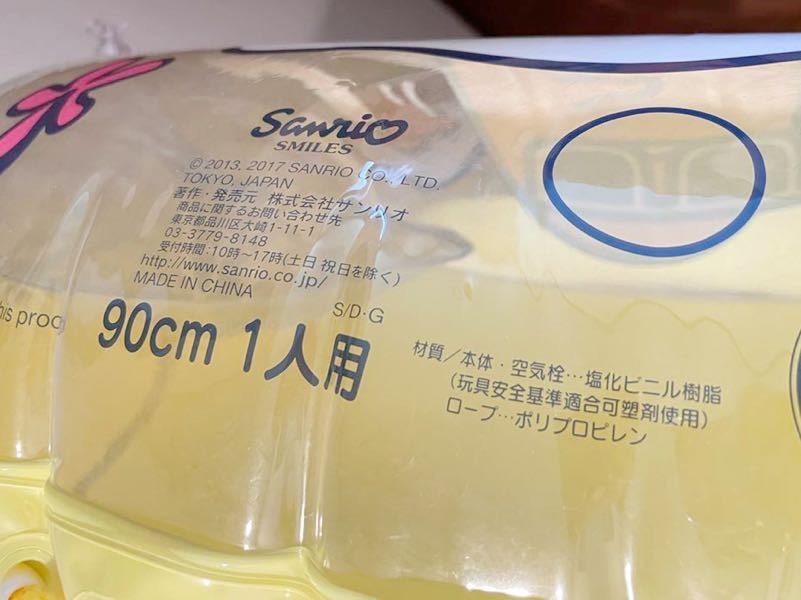 Sanrio
SMILES
© 2013, 2017 SANRIO CO., LTD.
TOKYO, JAPAN
著作・発売元 株式会社サンリオ
商品に関するお問い合わせ先
東京都品川区大崎1-11-1
03-3779-8148
受付時間：10時～17時(土日 祝日を除く)
http://www.sanrio.co.jp/
MADE IN CHINA
S/D・G
90cm 1人用
材質／本体・空気栓…塩化ビニル樹脂
(玩具安全基準適合可塑剤使用)
ロープ…ポリプロピレン